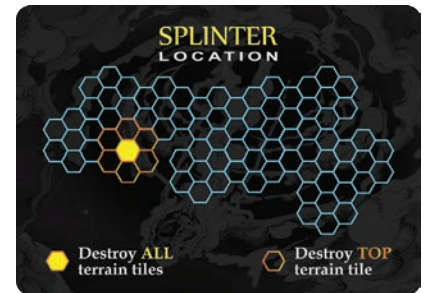 SPLINTER
LOCATION
Destroy ALL
terrain tiles
Destroy TOP
terrain tile